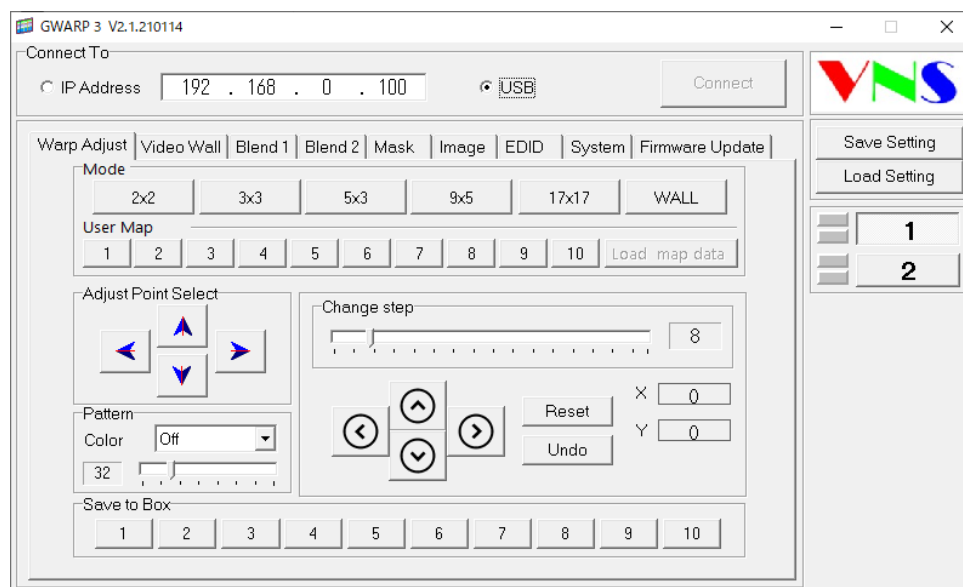 GWARP 3 V2.1.210114
Connect To
IP Address 192 . 168 . 0 . 100 USB Connect
VNS
Warp Adjust Video Wall Blend 1 Blend 2 Mask Image EDID System Firmware Update
Save Setting
Load Setting
Mode
2x2 3x3 5x3 9x5 17x17 WALL
User Map
1 2 3 4 5 6 7 8 9 10 Load map data
1
2
Adjust Point Select
Change step
8
Pattern
Color Off
32
Reset
Undo
X 0
Y 0
Save to Box
1 2 3 4 5 6 7 8 9 10